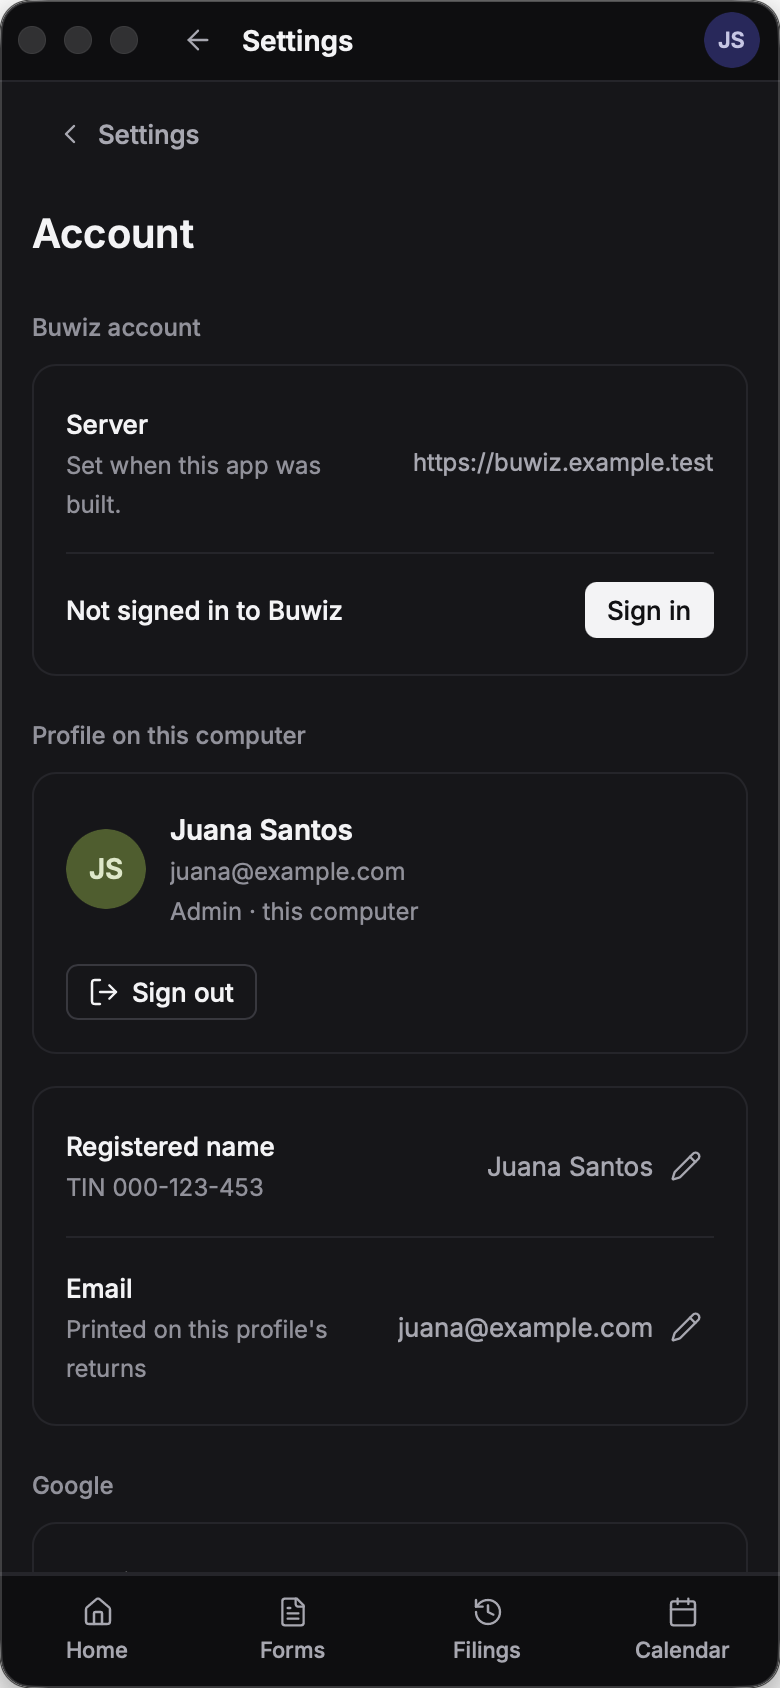 Settings
JS
Settings
Account
Buwiz account
Server
Set when this app was
built.
https://buwiz.example.test
Not signed in to Buwiz
Sign in
Profile on this computer
JS
Juana Santos
juana@example.com
Admin · this computer
Sign out
Registered name
TIN 000-123-453
Juana Santos
Email
Printed on this profile's
returns
juana@example.com
Google
Home
Forms
Filings
Calendar